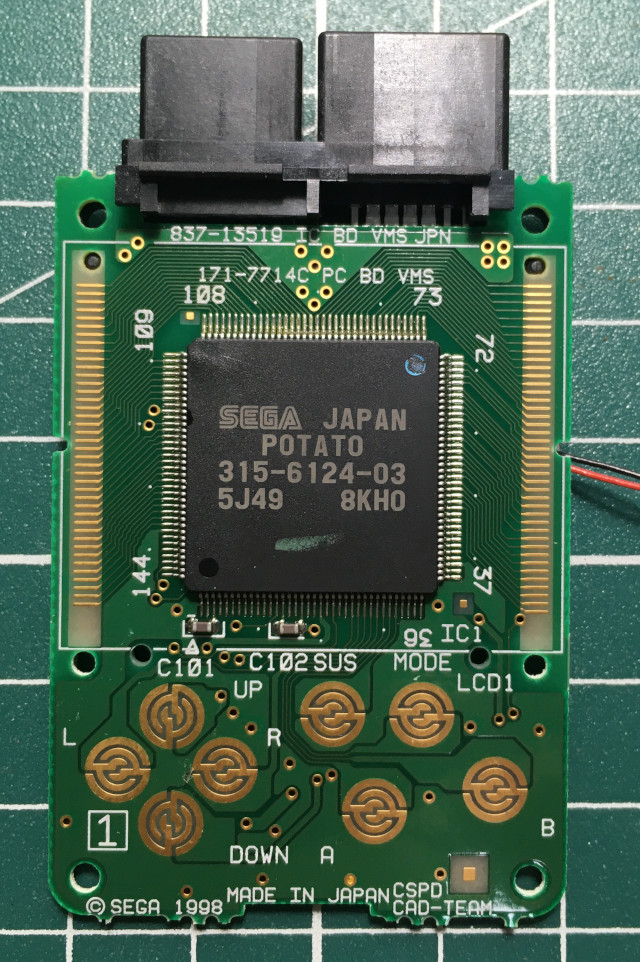 837-13519 IC BD VMS JPN
171-7714C PC BD VMS
108 73
109 72
SEGA JAPAN
POTATO
315-6124-03
5J49 8KHO
144 37
36 IC1
C101 C102 SUS MODE
LCD1
UP
L R
1
B
DOWN A
MADE IN JAPAN
CSPD
CAD-TEAM
© SEGA 1998